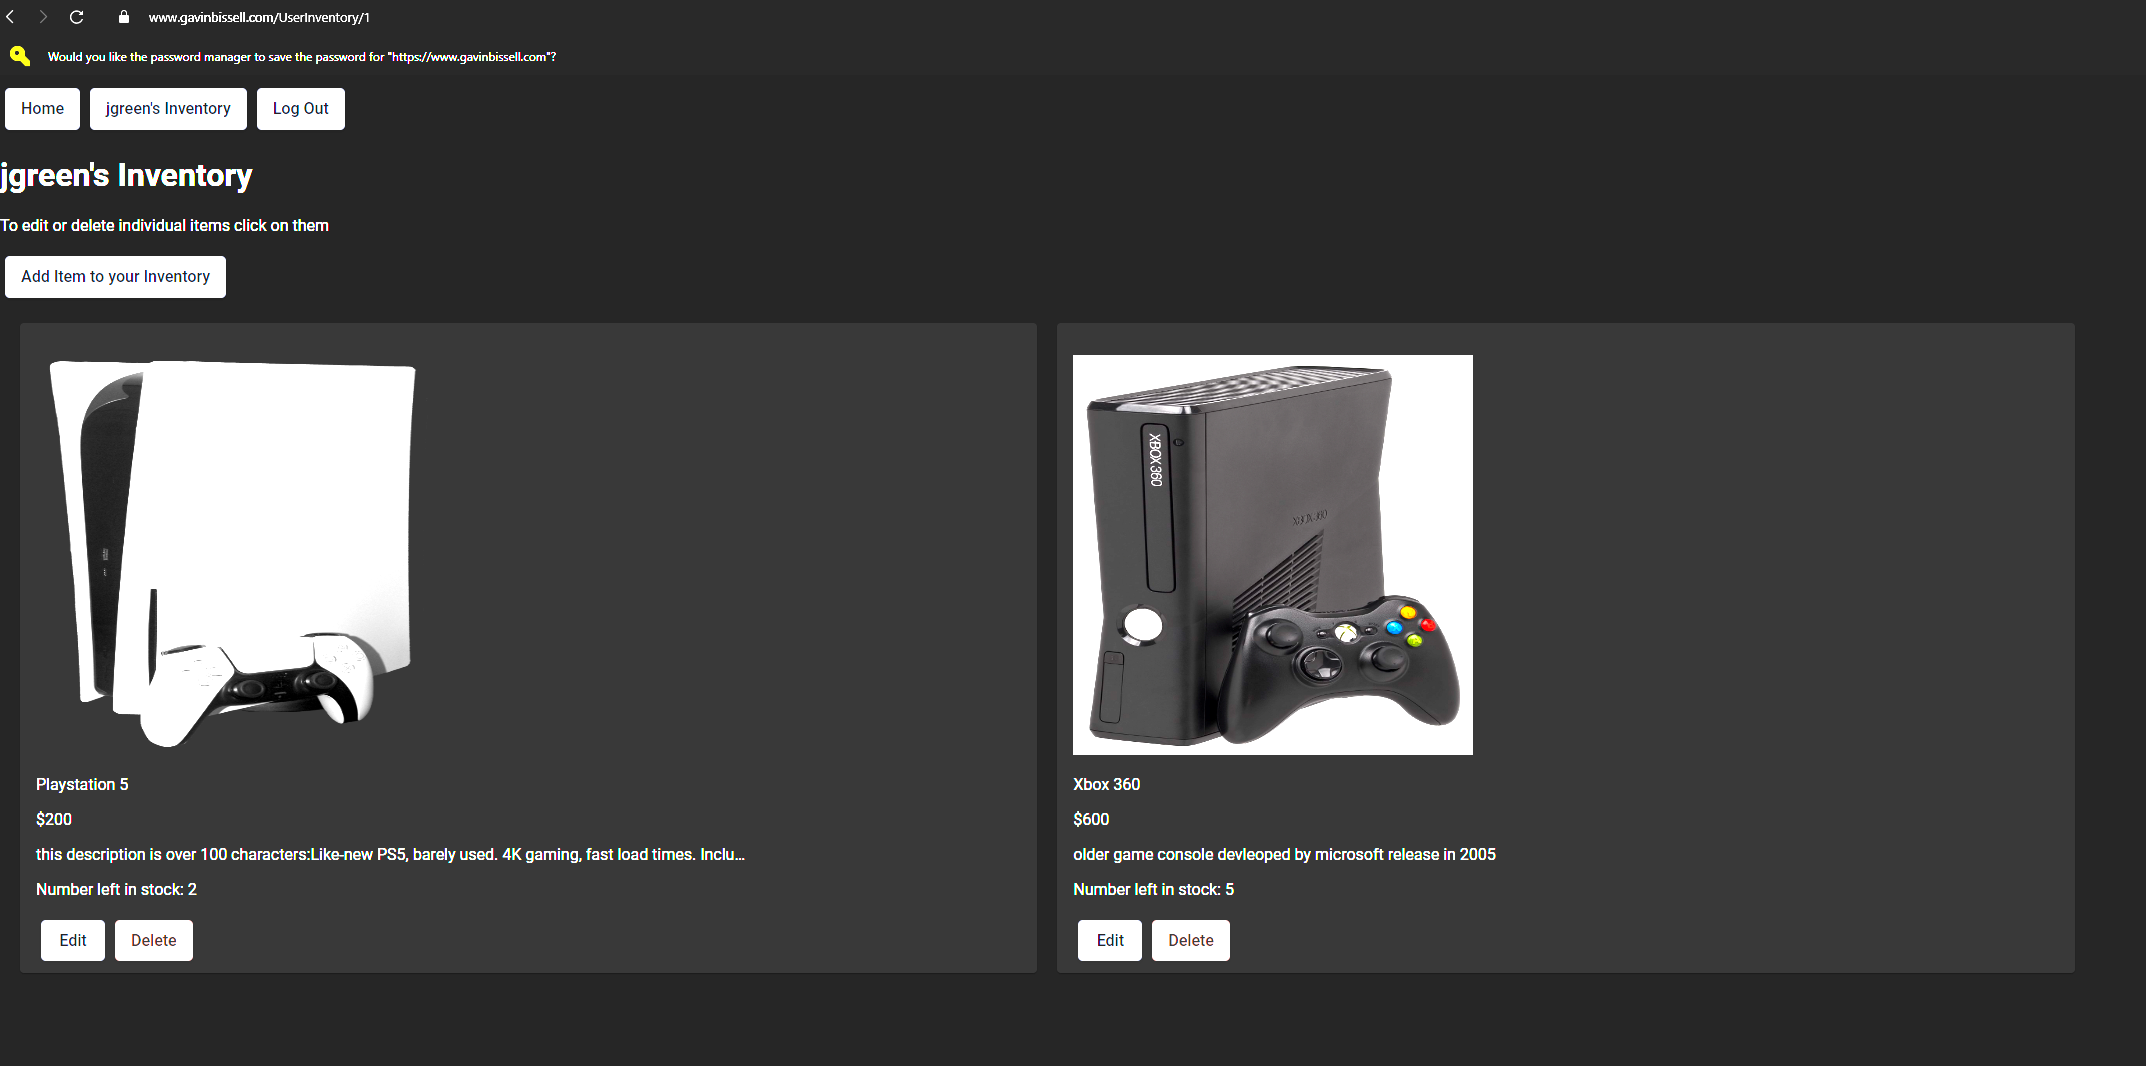 www.gavinbissell.com/UserInventory/1
Would you like the password manager to save the password for "https://www.gavinbissell.com"?
Home
jgreen's Inventory
Log Out
jgreen's Inventory
To edit or delete individual items click on them
Add Item to your Inventory
XBOX 360
XBOX 360
Playstation 5
$200
this description is over 100 characters:Like-new PS5, barely used. 4K gaming, fast load times. Inclu...
Number left in stock: 2
Edit
Delete
Xbox 360
$600
older game console devleoped by microsoft release in 2005
Number left in stock: 5
Edit
Delete